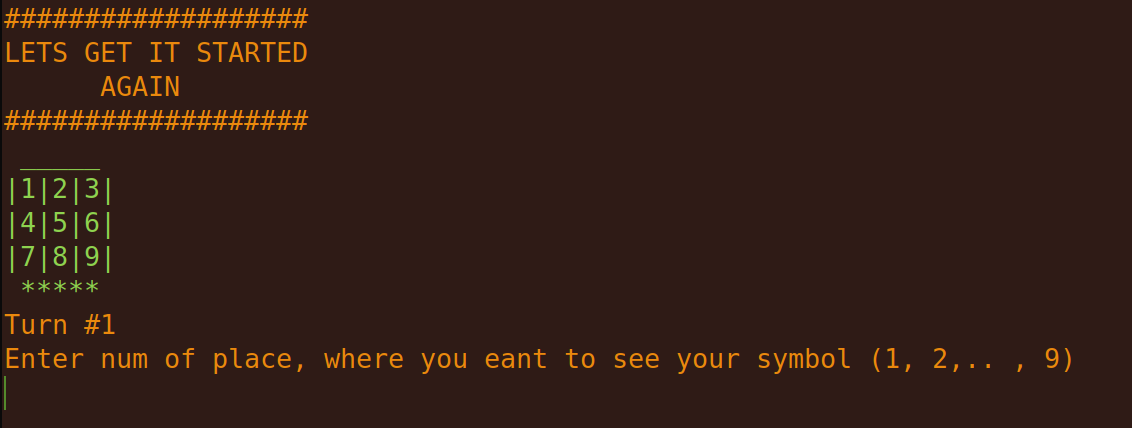 ###################
LETS GET IT STARTED
      AGAIN
###################
 _____
|1|2|3|
|4|5|6|
|7|8|9|
 *****
Turn #1
Enter num of place, where you eant to see your symbol (1, 2,.. , 9)